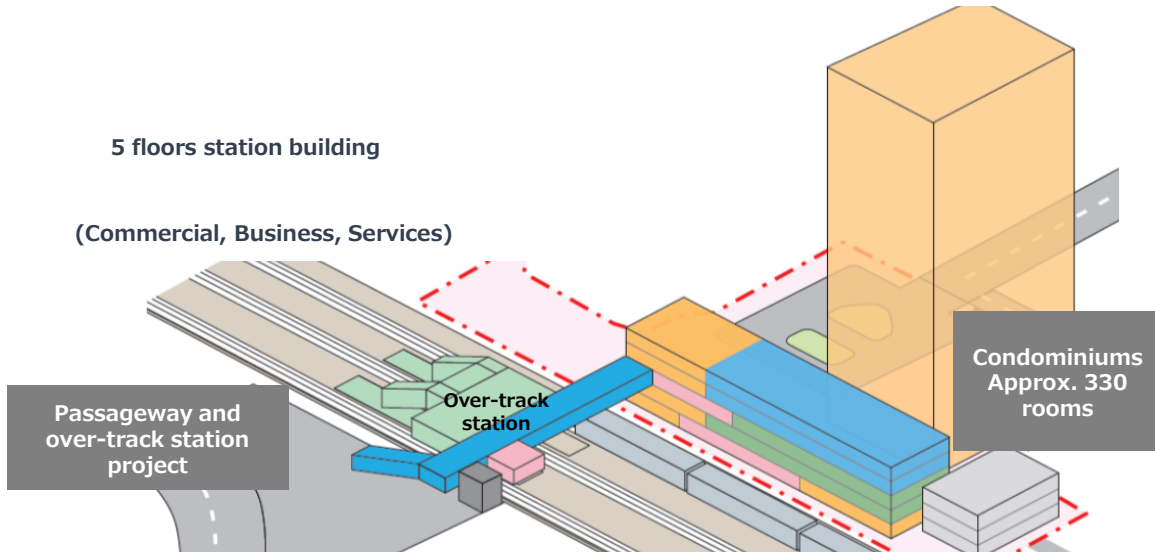 5 floors station building
(Commercial, Business, Services)
Over-track
station
Passageway and
over-track station
project
Condominiums
Approx. 330
rooms